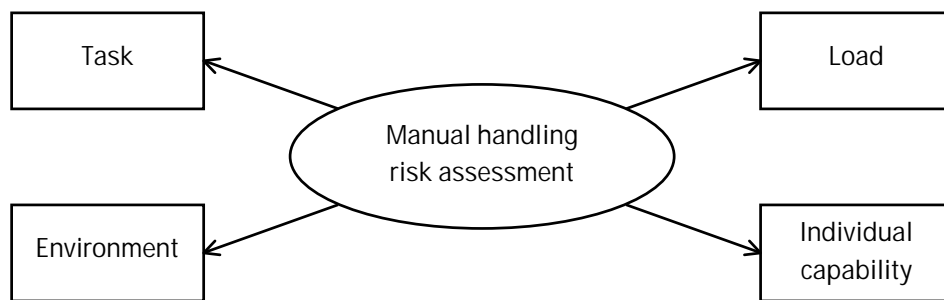 Task
Load
Manual handling
risk assessment
Environment
Individual
capability